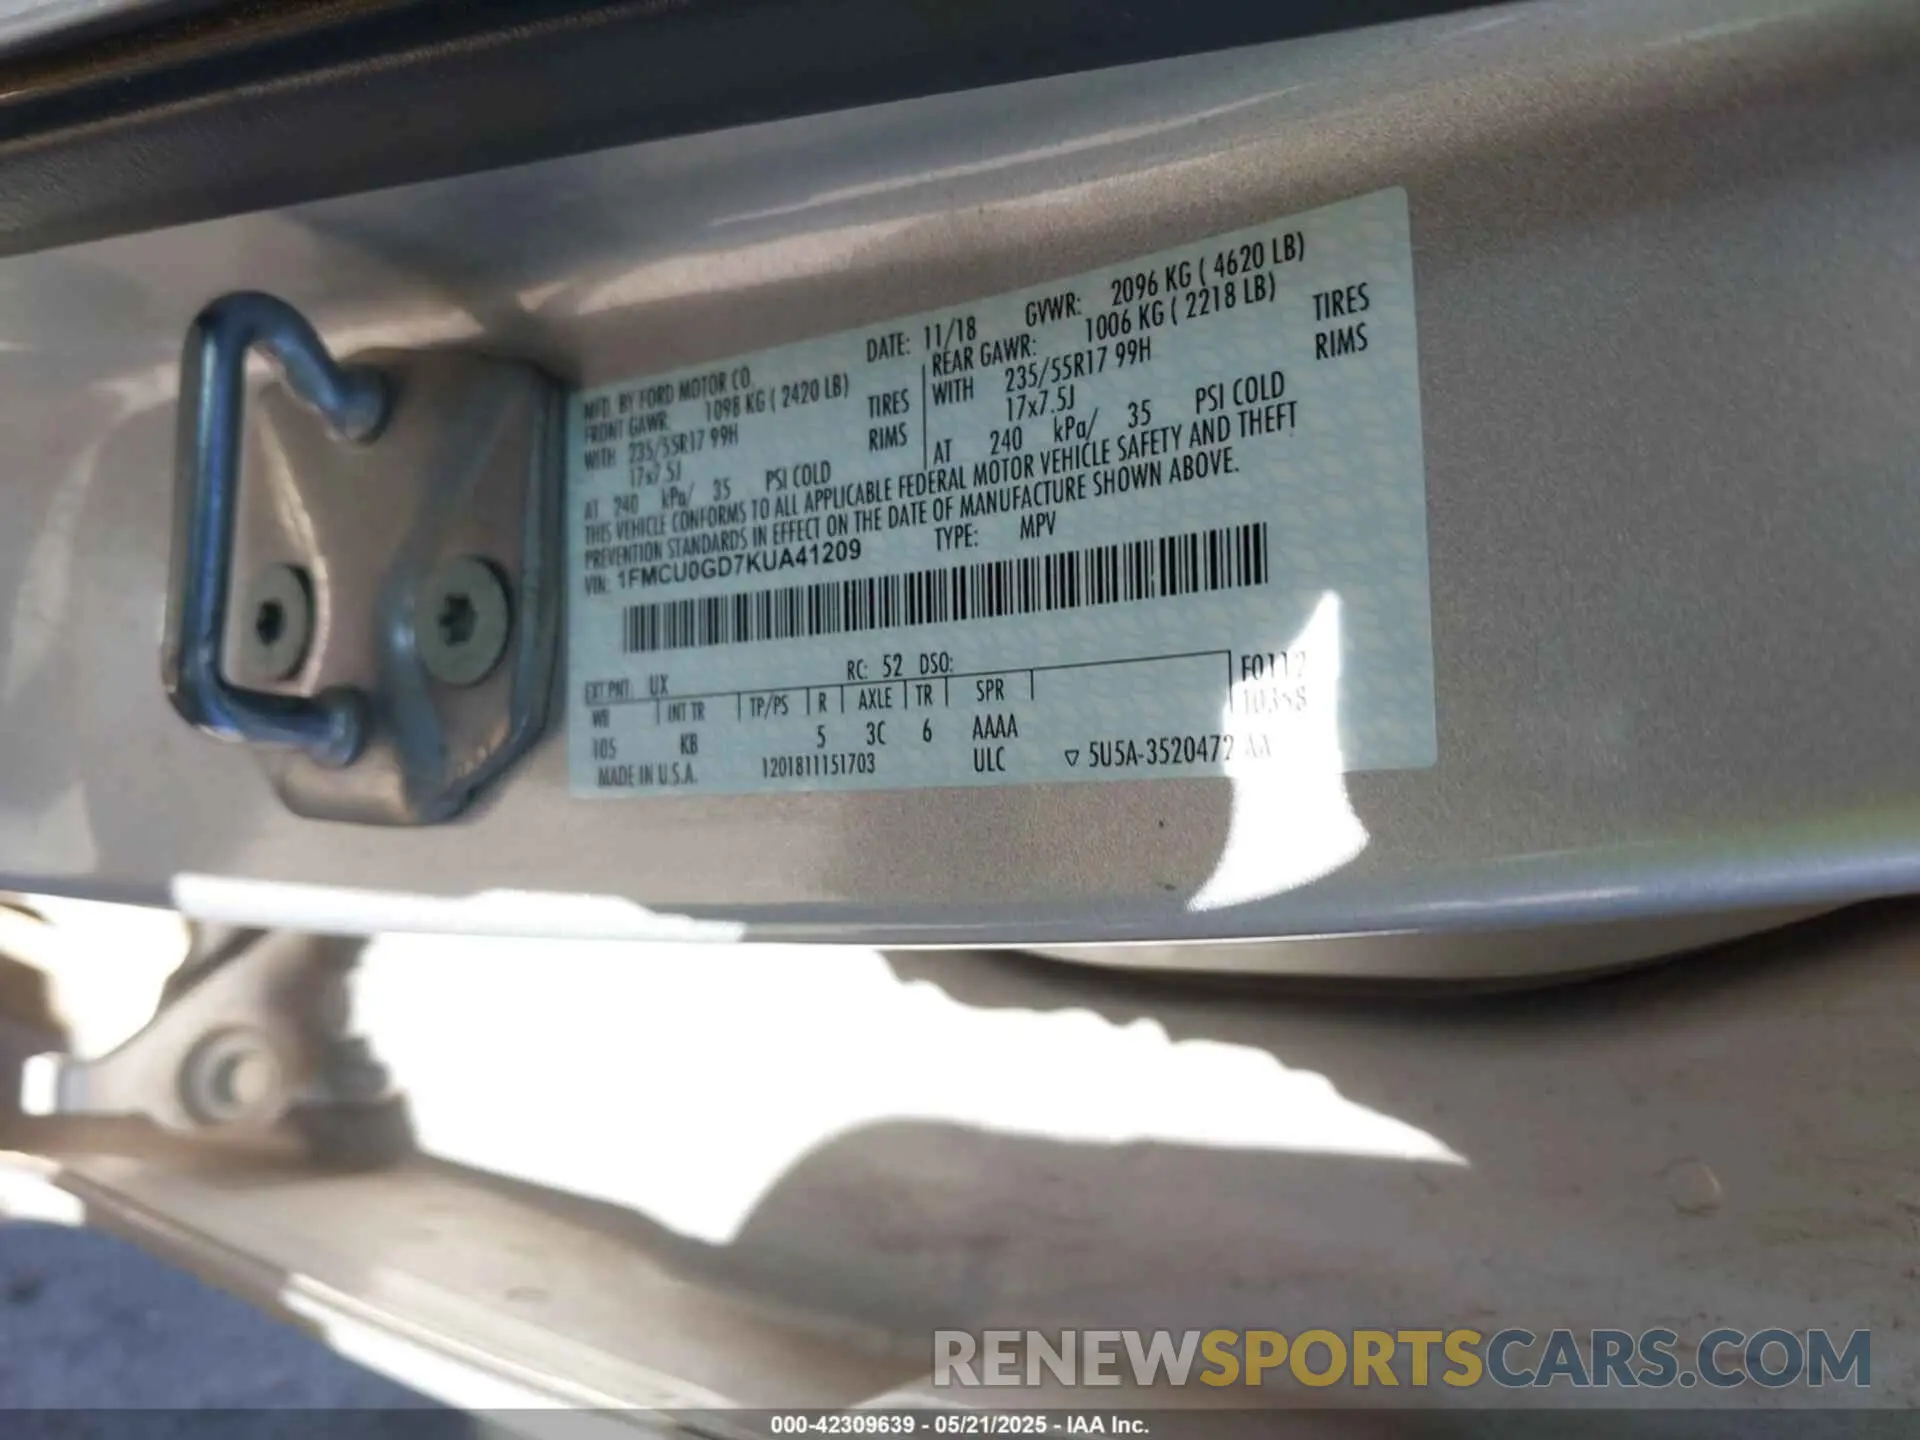 MFD. BY FORD MOTOR CO. DATE: 11/18 GVWR: 2096 KG ( 4620 LB)
FRONT GAWR: 1098 KG ( 2420 LB) REAR GAWR: 1006 KG ( 2218 LB)
WITH 235/55R17 99H TIRES WITH 235/55R17 99H TIRES
17x7.5J RIMS 17x7.5J RIMS
AT 240 kPa/ 35 PSI COLD AT 240 kPa/ 35 PSI COLD
THIS VEHICLE CONFORMS TO ALL APPLICABLE FEDERAL MOTOR VEHICLE SAFETY AND THEFT
PREVENTION STANDARDS IN EFFECT ON THE DATE OF MANUFACTURE SHOWN ABOVE.
VIN: 1FMCU0GD7KUA41209 TYPE: MPV
EXT PNT: UX RC: 52 DSO: F0112
WB INT TR TP/PS R AXLE TR SPR
105 KB 5 3C 6 AAAA
MADE IN U.S.A. 1201811151703 ULC ▽ 5U5A-3520472 AA
RENEWSPORTSCARS.COM
000-42309639 - 05/21/2025 - IAA Inc.